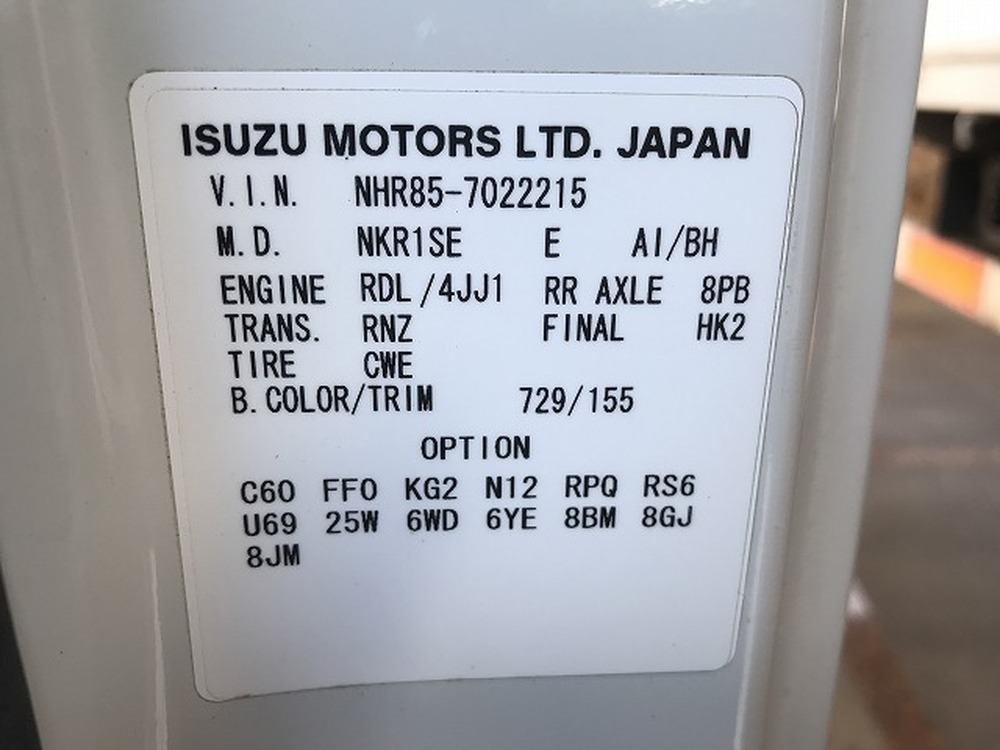 ISUZU MOTORS LTD. JAPAN
V.I.N. NHR85-7022215
M.D. NKR1SE E AI/BH
ENGINE RDL/4JJ1 RR AXLE 8PB
TRANS. RNZ FINAL HK2
TIRE CWE
B.COLOR/TRIM 729/155
OPTION
C60 FF0 KG2 N12 RPQ RS6
U69 25W 6WD 6YE 8BM 8GJ
8JM